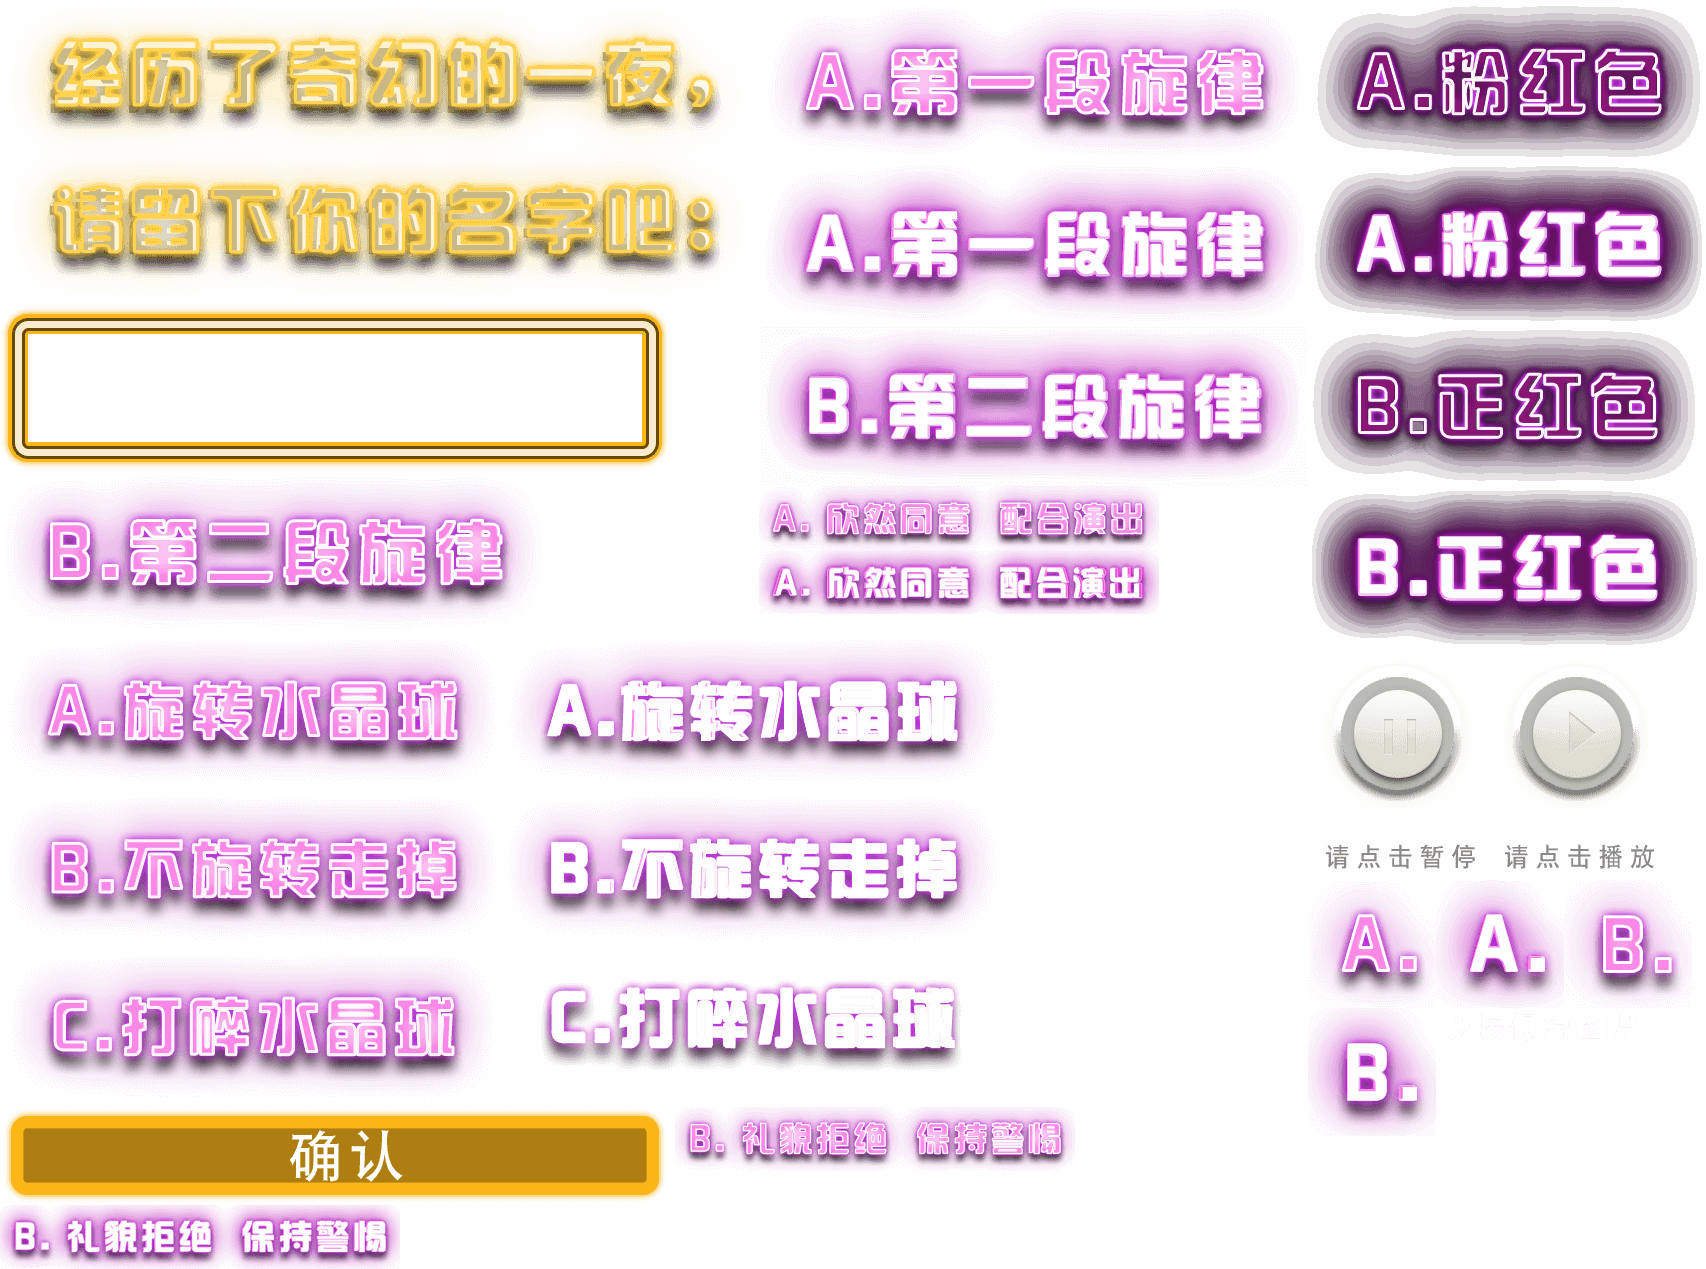 经历了奇幻的一夜，
请留下你的名字吧：
A.第一段旋律
A.第一段旋律
B.第二段旋律
A.粉红色
A.粉红色
B.正红色
B.正红色
B.第二段旋律
A. 欣然同意 配合演出
A. 欣然同意 配合演出
A.旋转水晶球
A.旋转水晶球
B.不旋转走掉
B.不旋转走掉
C.打碎水晶球
C.打碎水晶球
请点击暂停
请点击播放
A.
A.
B.
B.
确认
B. 礼貌拒绝 保持警惕
B. 礼貌拒绝 保持警惕